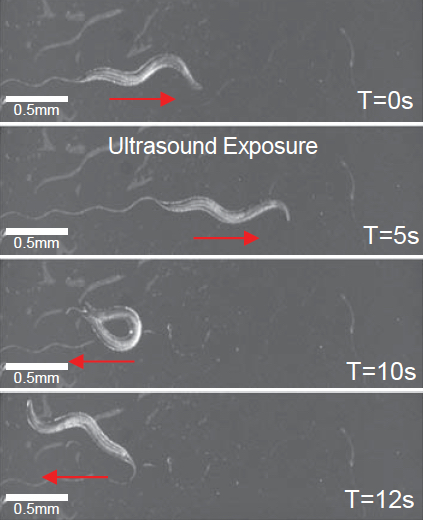 0.5mm
T=0s
Ultrasound Exposure
0.5mm
T=5s
0.5mm
T=10s
0.5mm
T=12s